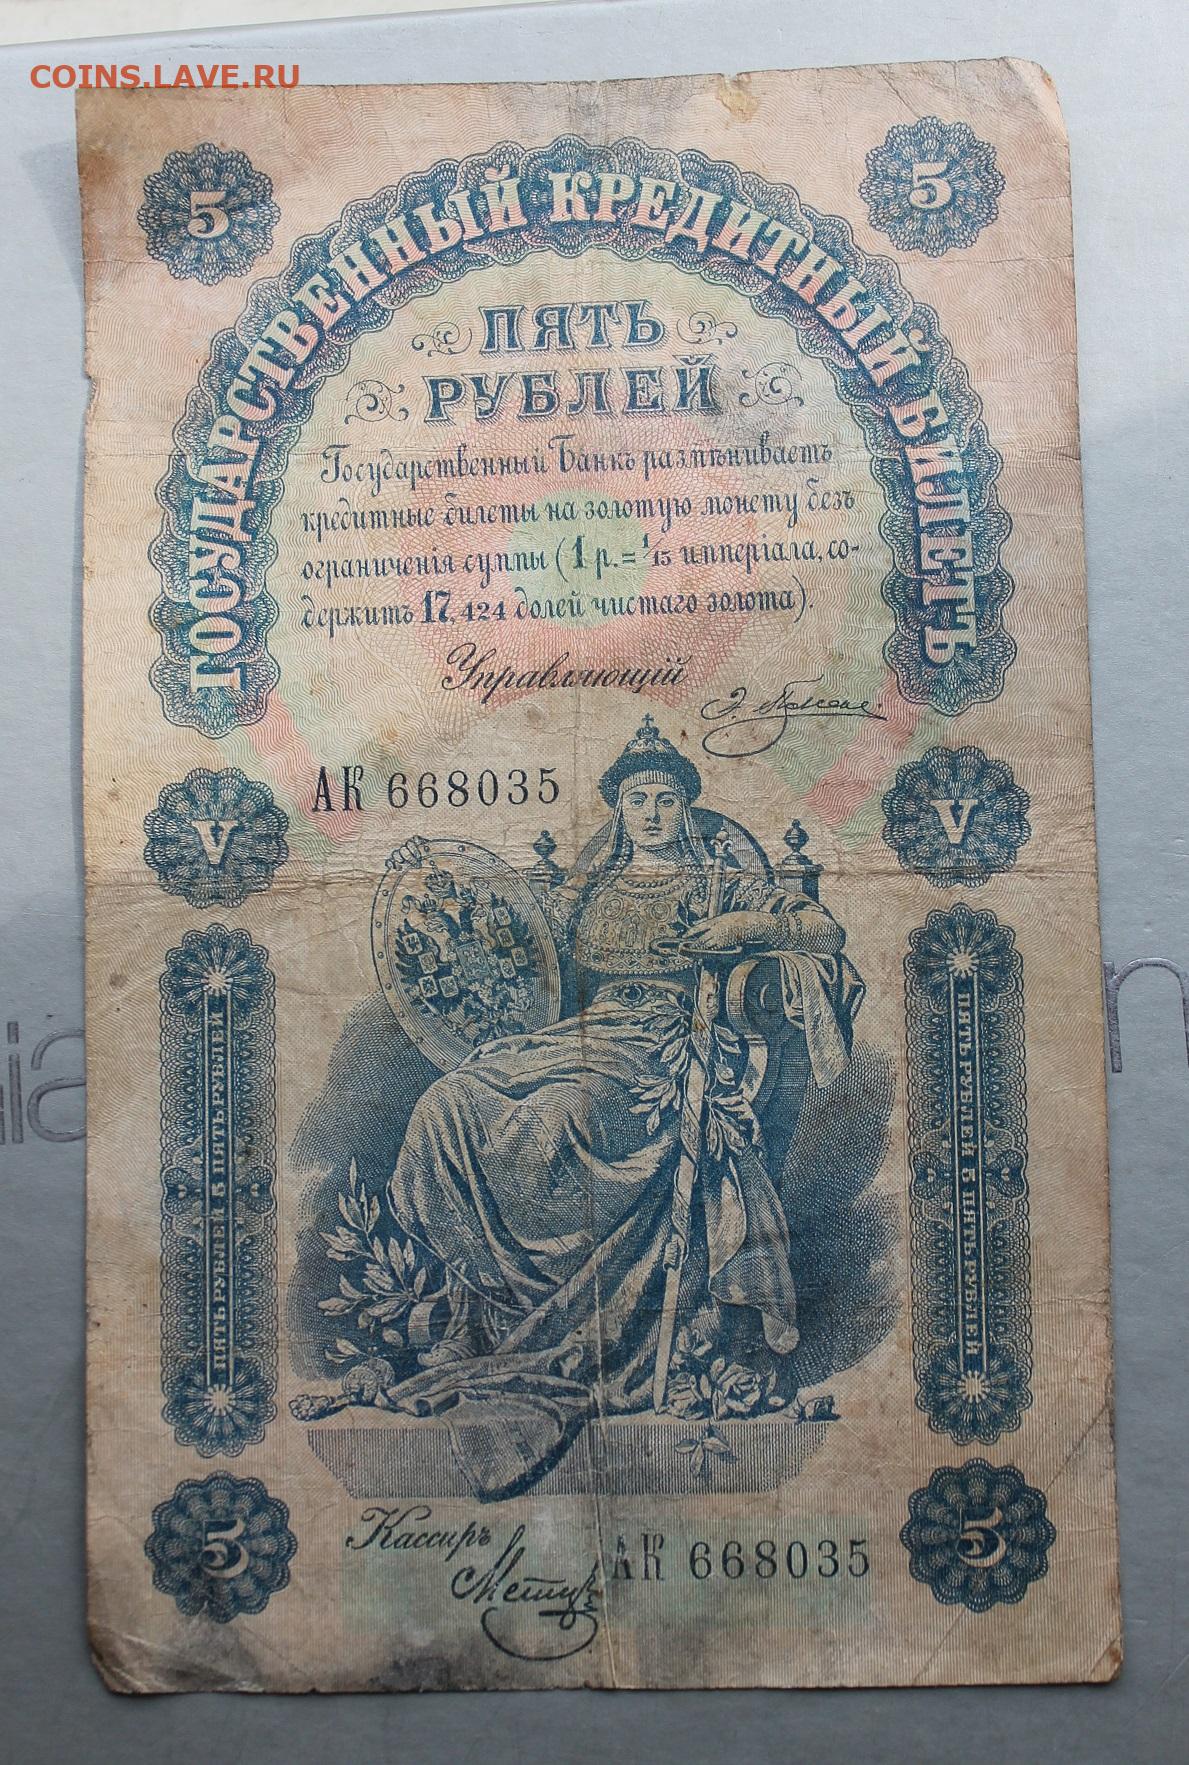 COINS.LAVE.RU
5 5
ГОСУДАРСТВЕННЫЙ КРЕДИТНЫЙ БИЛЕТЪ
ПЯТЬ
РУБЛЕЙ
Государственный Банкъ размѣниваетъ
кредитные билеты на золотую монету безъ
ограниченія суммы (1 р. = 1/15 имперіала, со-
держитъ 17,424 долей чистаго золота).
Управляющій
АК 668035
V V
ПЯТЬ РУБЛЕЙ 5 ПЯТЬ РУБЛЕЙ
ПЯТЬ РУБЛЕЙ 5 ПЯТЬ РУБЛЕЙ
Кассиръ
АК 668035
5 5